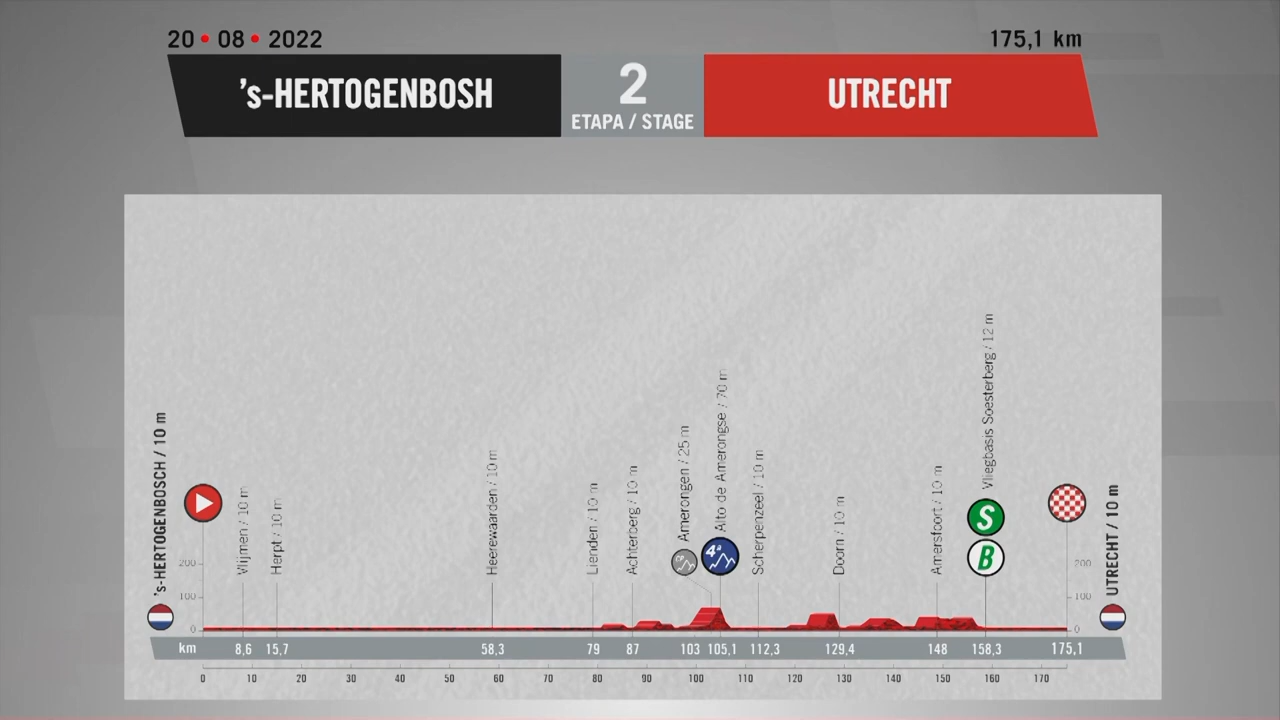 20 • 08 • 2022
175,1 km
's-HERTOGENBOSH
2
ETAPA / STAGE
UTRECHT
's-HERTOGENBOSCH / 10 m
Vlijmen / 10 m
Herpt / 10 m
Heerewaarden / 10 m
Lienden / 10 m
Achterberg / 10 m
Amerongen / 25 m
Alto de Amerongse / 70 m
Scherpenzeel / 10 m
Doorn / 10 m
Amersfoort / 10 m
Vliegbasis Soesterberg / 12 m
UTRECHT / 10 m
4ª
S
B
200
100
0
200
100
0
km 8,6 15,7 58,3 79 87 103 105,1 112,3 129,4 148 158,3 175,1
0 10 20 30 40 50 60 70 80 90 100 110 120 130 140 150 160 170